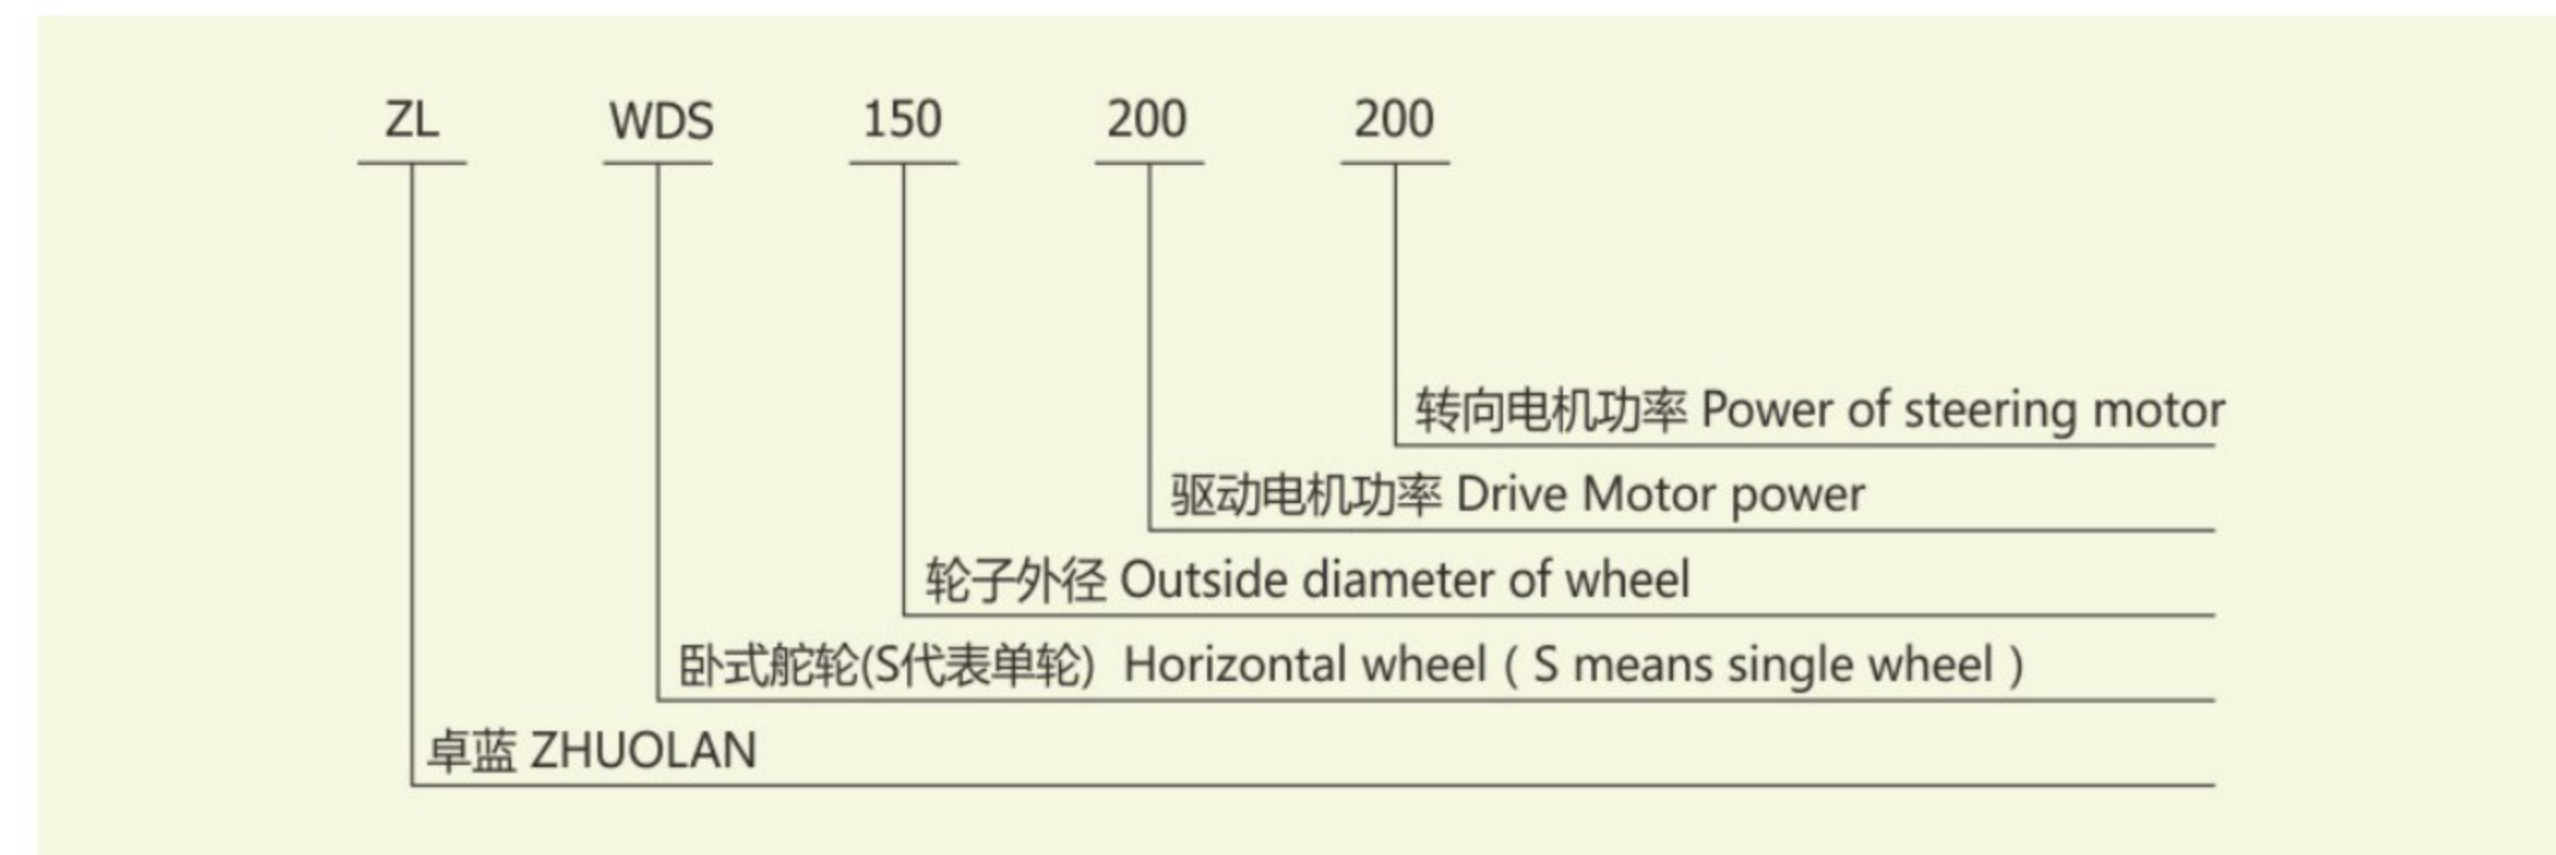 ZL WDS 150 200 200
转向电机功率 Power of steering motor
驱动电机功率 Drive Motor power
轮子外径 Outside diameter of wheel
卧式舵轮(S代表单轮) Horizontal wheel ( S means single wheel )
卓蓝 ZHUOLAN